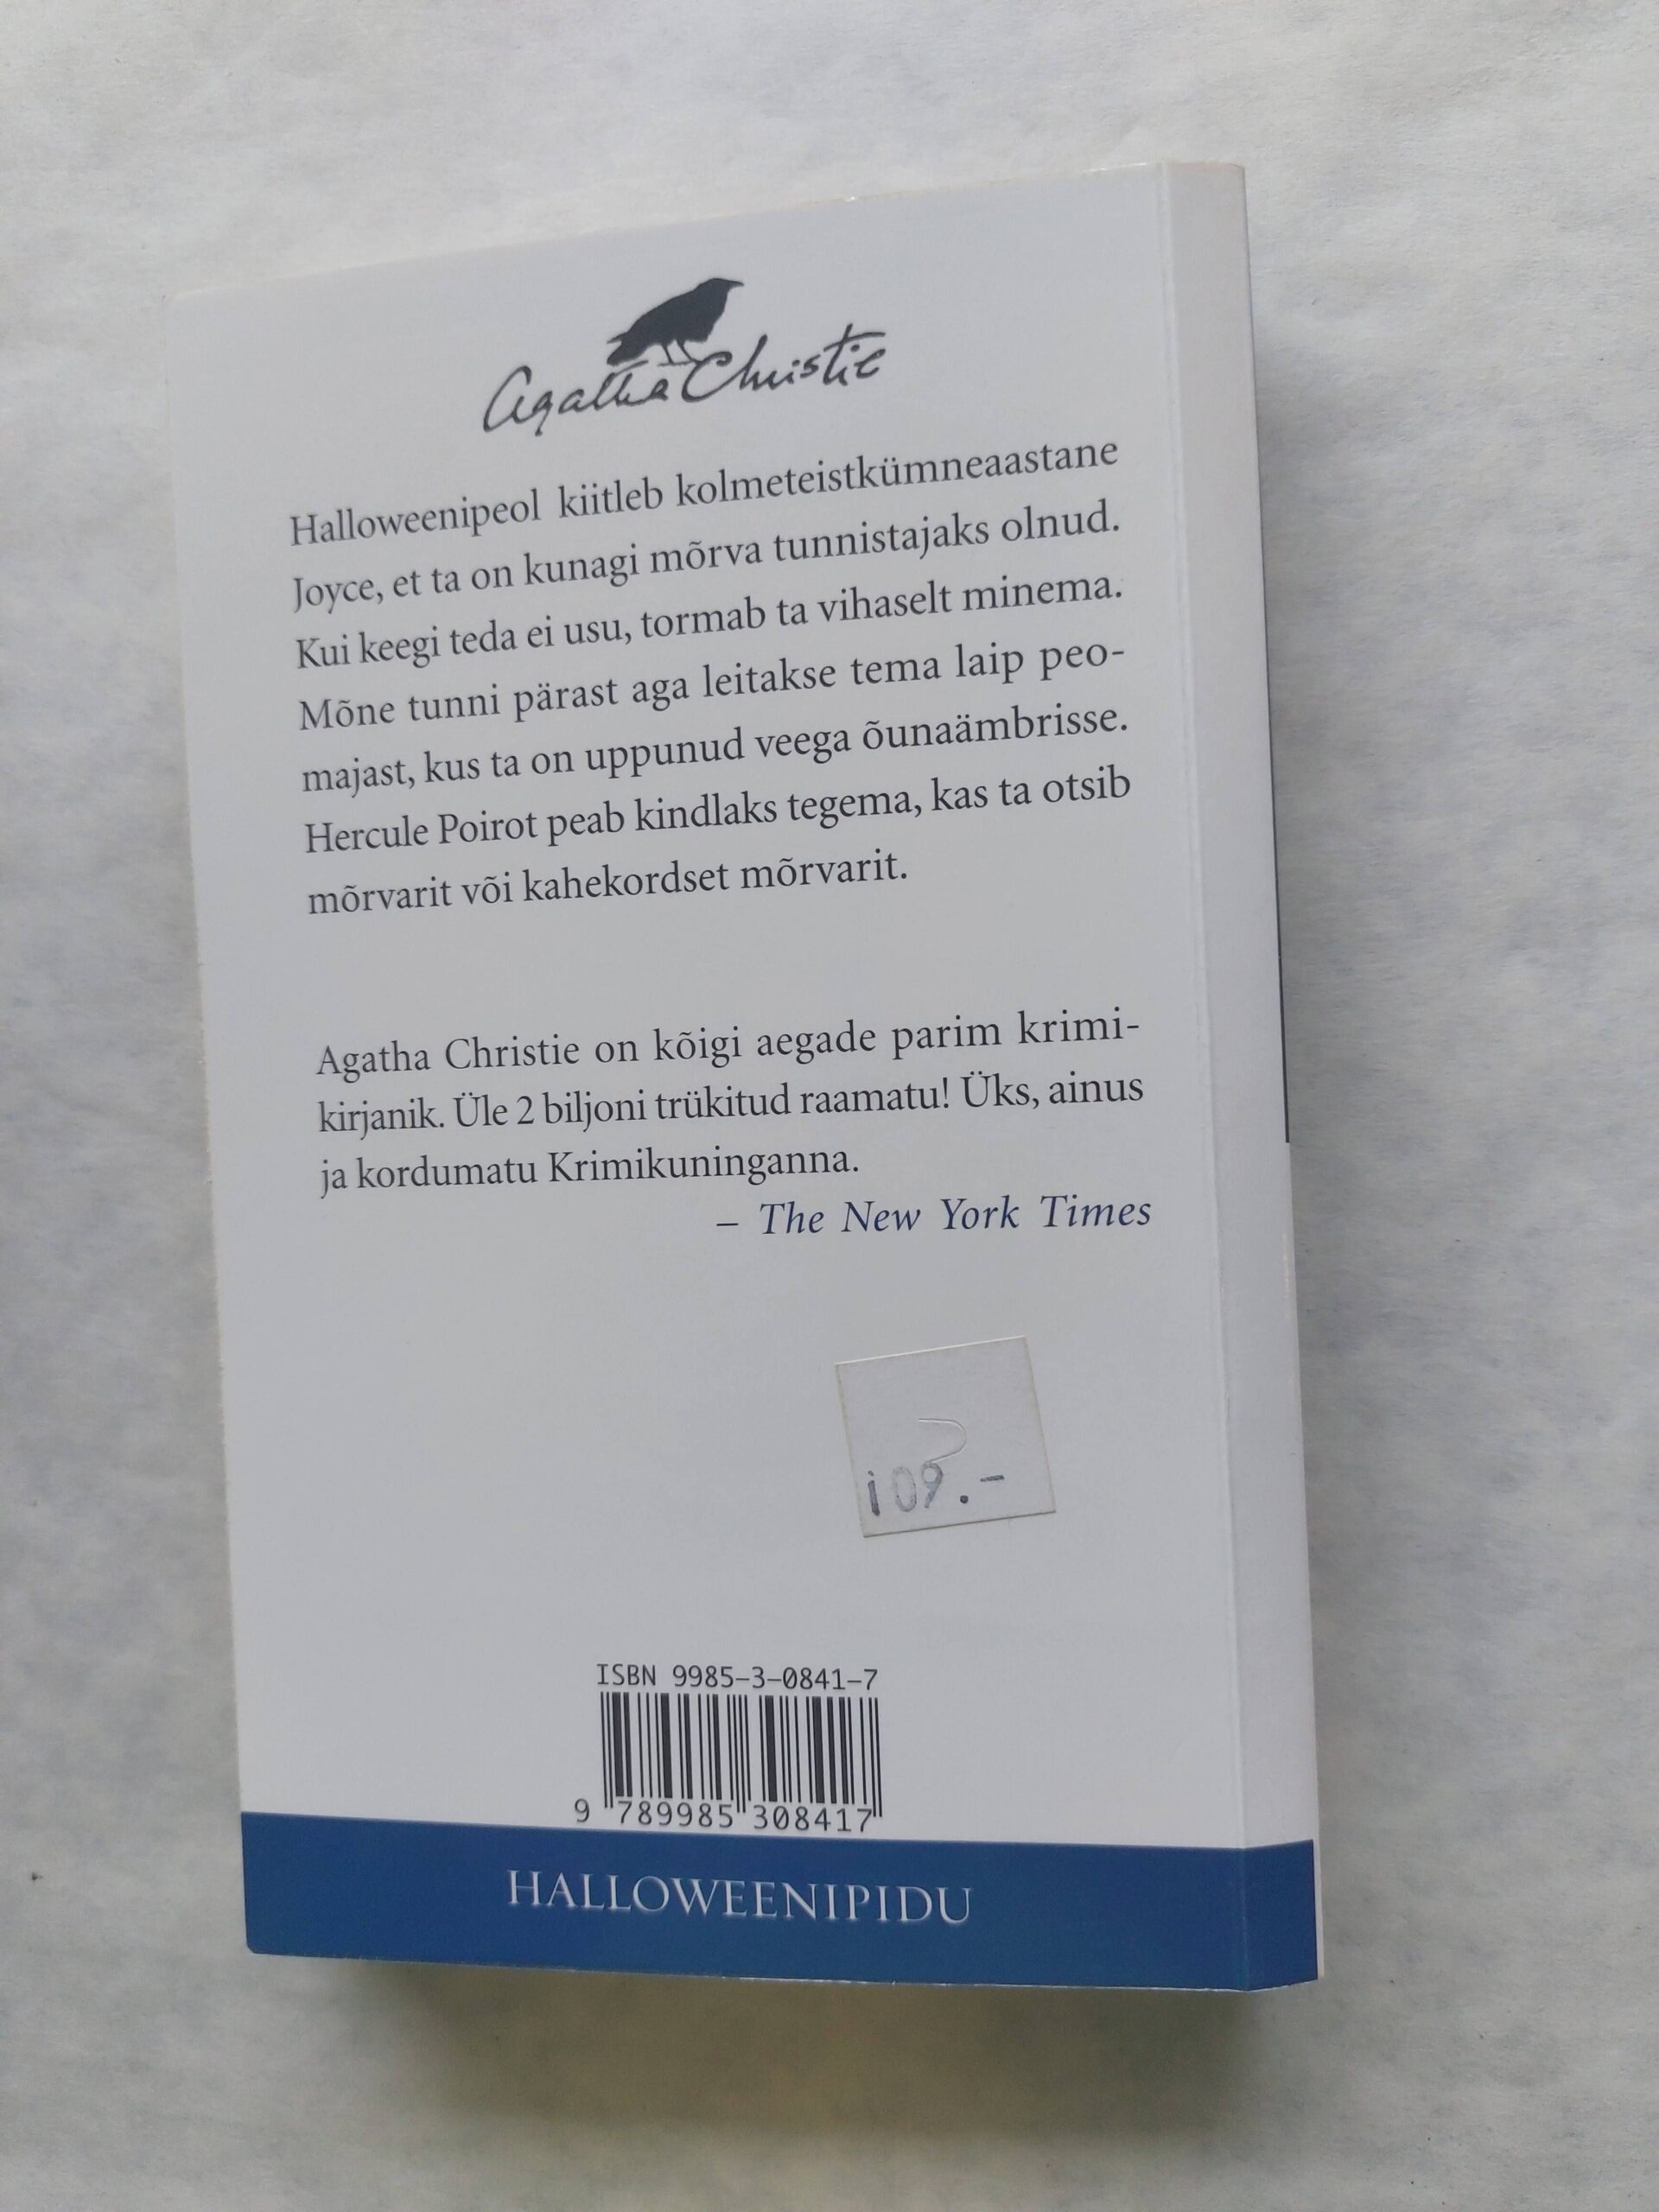 Agatha Christie
Halloweenipeol kiitleb kolmeteistkümneaastane
Joyce, et ta on kunagi mõrva tunnistajaks olnud.
Kui keegi teda ei usu, tormab ta vihaselt minema.
Mõne tunni pärast aga leitakse tema laip peo-
majast, kus ta on uppunud veega õunaämbrisse.
Hercule Poirot peab kindlaks tegema, kas ta otsib
mõrvarit või kahekordset mõrvarit.
Agatha Christie on kõigi aegade parim krimi-
kirjanik. Üle 2 biljoni trükitud raamatu! Üks, ainus
ja kordumatu Krimikuninganna.
– The New York Times
109.-
ISBN 9985-3-0841-7
9 789985 308417
HALLOWEENIPIDU